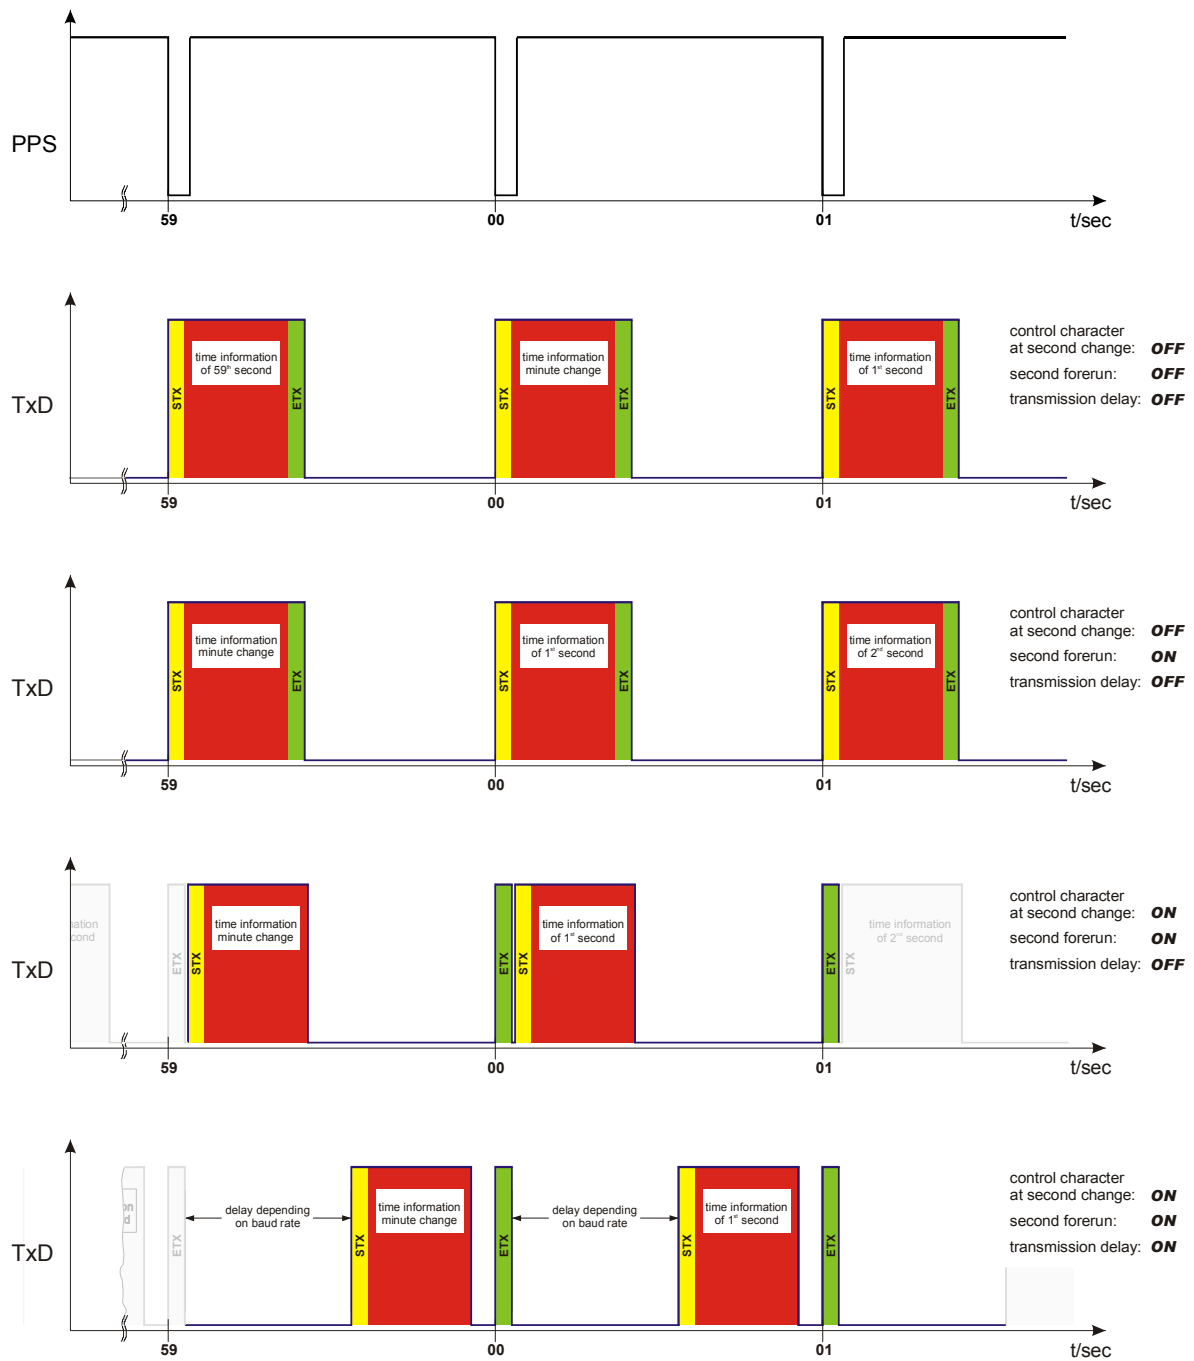 PPS
59
00
01
t/sec
TxD
STX
time information
of 59th second
ETX
STX
time information
minute change
ETX
STX
time information
of 1st second
ETX
control character
at second change: OFF
second forerun: OFF
transmission delay: OFF
59
00
01
t/sec
TxD
STX
time information
minute change
ETX
STX
time information
of 1st second
ETX
STX
time information
of 2nd second
ETX
control character
at second change: OFF
second forerun: ON
transmission delay: OFF
59
00
01
t/sec
TxD
ETX
STX
time information
minute change
ETX
STX
time information
of 1st second
ETX
STX
time information
of 2nd second
control character
at second change: ON
second forerun: ON
transmission delay: OFF
59
00
01
t/sec
TxD
ETX
delay depending
on baud rate
STX
time information
minute change
ETX
delay depending
on baud rate
STX
time information
of 1st second
ETX
control character
at second change: ON
second forerun: ON
transmission delay: ON
59
00
01
t/sec